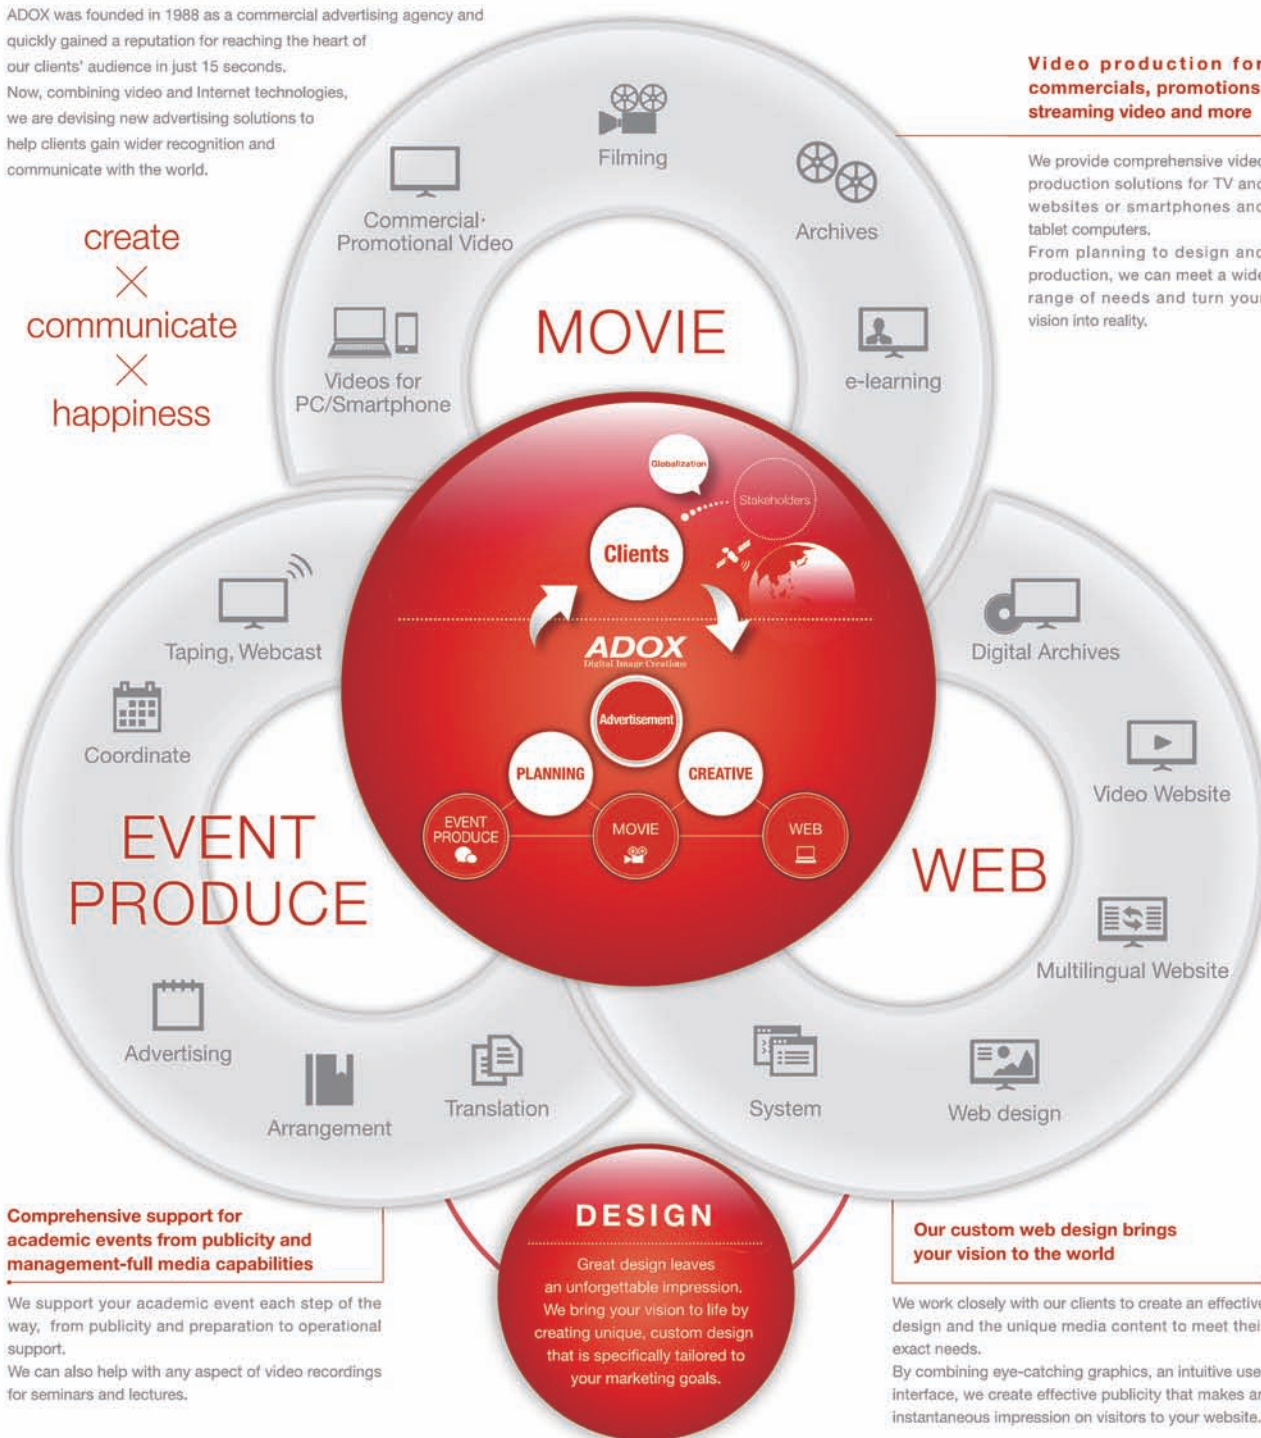 ADOX was founded in 1988 as a commercial advertising agency and
quickly gained a reputation for reaching the heart of
our clients' audience in just 15 seconds.
Now, combining video and Internet technologies,
we are devising new advertising solutions to
help clients gain wider recognition and
communicate with the world.
create
×
communicate
×
happiness
Video production for
commercials, promotions
streaming video and more
We provide comprehensive video
production solutions for TV and
websites or smartphones and
tablet computers.
From planning to design and
production, we can meet a wide
range of needs and turn your
vision into reality.
Filming
Commercial·
Promotional Video
Archives
MOVIE
Videos for
PC/Smartphone
e-learning
Globalization
Stakeholders
Clients
ADOX
Digital Image Creations
Advertisement
PLANNING
CREATIVE
EVENT
PRODUCE
MOVIE
WEB
Taping, Webcast
Coordinate
EVENT
PRODUCE
Advertising
Arrangement
Translation
Digital Archives
Video Website
WEB
Multilingual Website
System
Web design
Comprehensive support for
academic events from publicity and
management-full media capabilities
We support your academic event each step of the
way, from publicity and preparation to operational
support.
We can also help with any aspect of video recordings
for seminars and lectures.
DESIGN
Great design leaves
an unforgettable impression.
We bring your vision to life by
creating unique, custom design
that is specifically tailored to
your marketing goals.
Our custom web design brings
your vision to the world
We work closely with our clients to create an effective
design and the unique media content to meet their
exact needs.
By combining eye-catching graphics, an intuitive use
interface, we create effective publicity that makes an
instantaneous impression on visitors to your website.